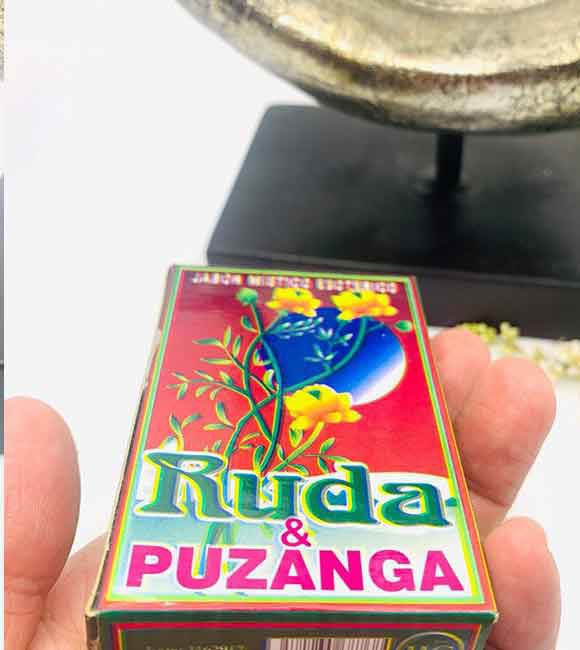 JABON MISTICO ESOTERICO
Ruda
&
PUZANGA